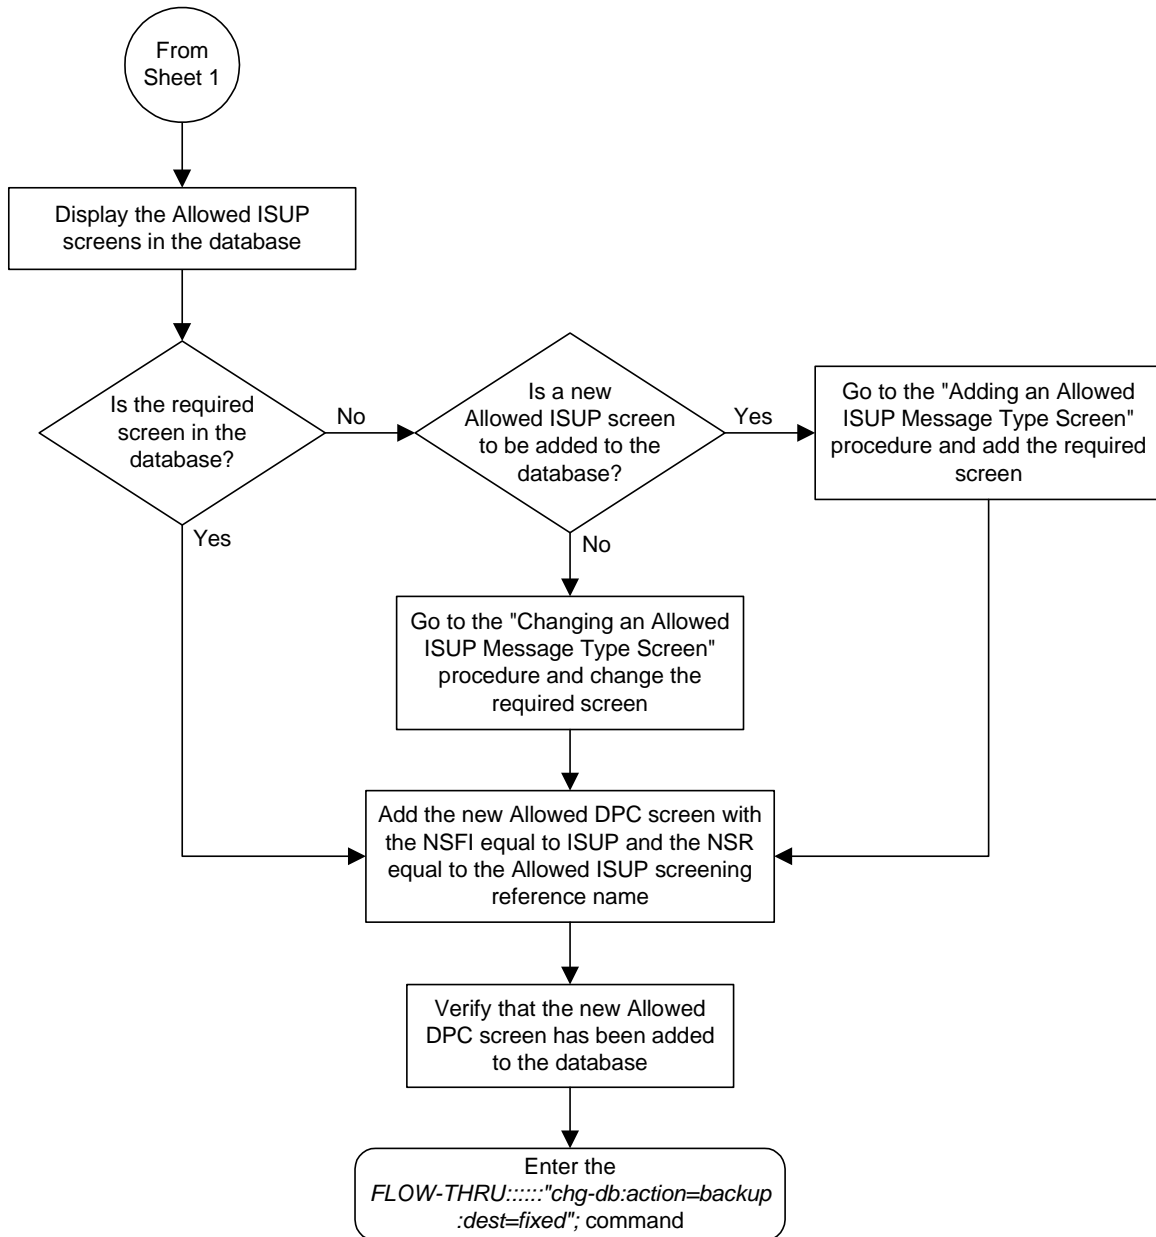 From
Sheet 1
Display the Allowed ISUP
screens in the database
Is the required
screen in the
database?
No
Yes
Is a new
Allowed ISUP screen
to be added to the
database?
Yes
No
Go to the "Adding an Allowed
ISUP Message Type Screen"
procedure and add the required
screen
Go to the "Changing an Allowed
ISUP Message Type Screen"
procedure and change the
required screen
Add the new Allowed DPC screen with
the NSFI equal to ISUP and the NSR
equal to the Allowed ISUP screening
reference name
Verify that the new Allowed
DPC screen has been added
to the database
Enter the
FLOW-THRU::::::"chg-db:action=backup
:dest=fixed"; command